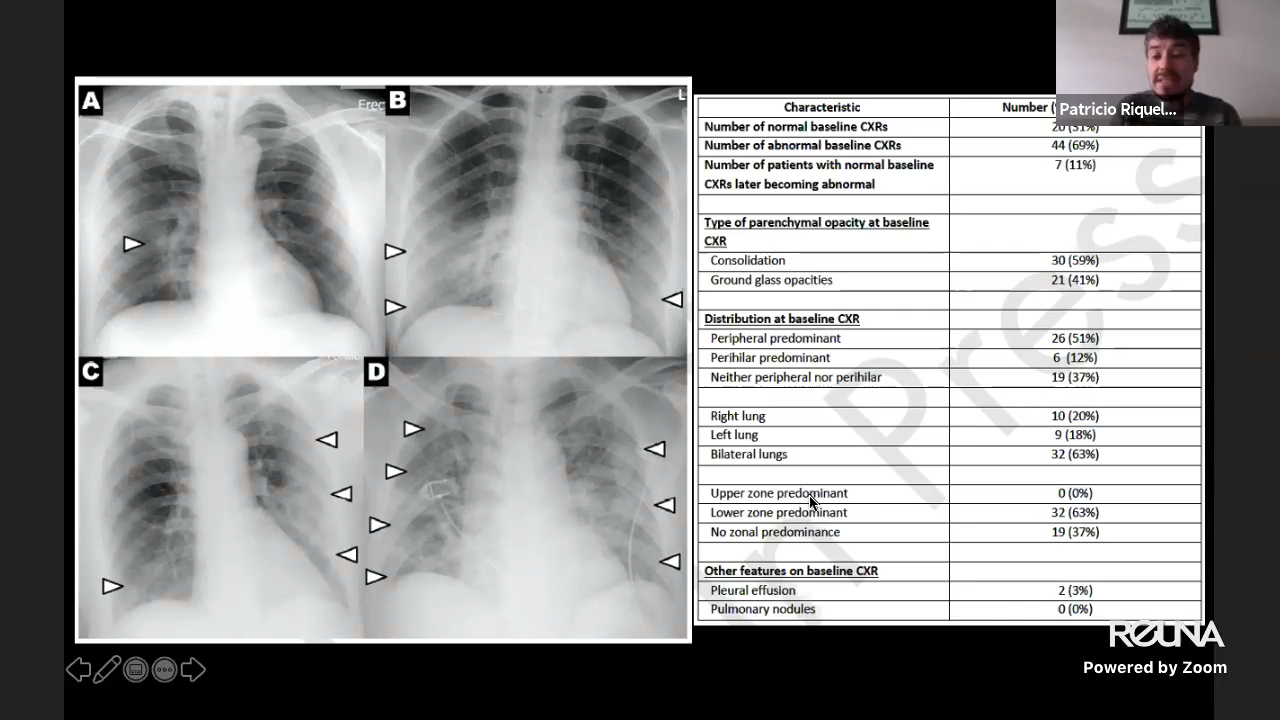 A
Erec
B
L
C
D
Patricio Riquel...
Characteristic
Number (
Number of normal baseline CXRs
20 (31%)
Number of abnormal baseline CXRs
44 (69%)
Number of patients with normal baseline
7 (11%)
CXRs later becoming abnormal
Type of parenchymal opacity at baseline
CXR
Consolidation
30 (59%)
Ground glass opacities
21 (41%)
Distribution at baseline CXR
Peripheral predominant
26 (51%)
Perihilar predominant
6 (12%)
Neither peripheral nor perihilar
19 (37%)
Right lung
10 (20%)
Left lung
9 (18%)
Bilateral lungs
32 (63%)
Upper zone predominant
0 (0%)
Lower zone predominant
32 (63%)
No zonal predominance
19 (37%)
Other features on baseline CXR
Pleural effusion
2 (3%)
Pulmonary nodules
0 (0%)
n Press
REUNA
Powered by Zoom